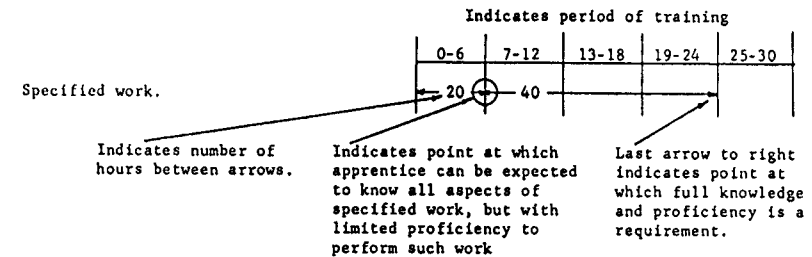 Indicates period of training
0-6 7-12 13-18 19-24 25-30
Specified work.
20 40
Indicates number of
hours between arrows.
Indicates point at which
apprentice can be expected
to know all aspects of
specified work, but with
limited proficiency to
perform such work
Last arrow to right
indicates point at
which full knowledge
and proficiency is a
requirement.